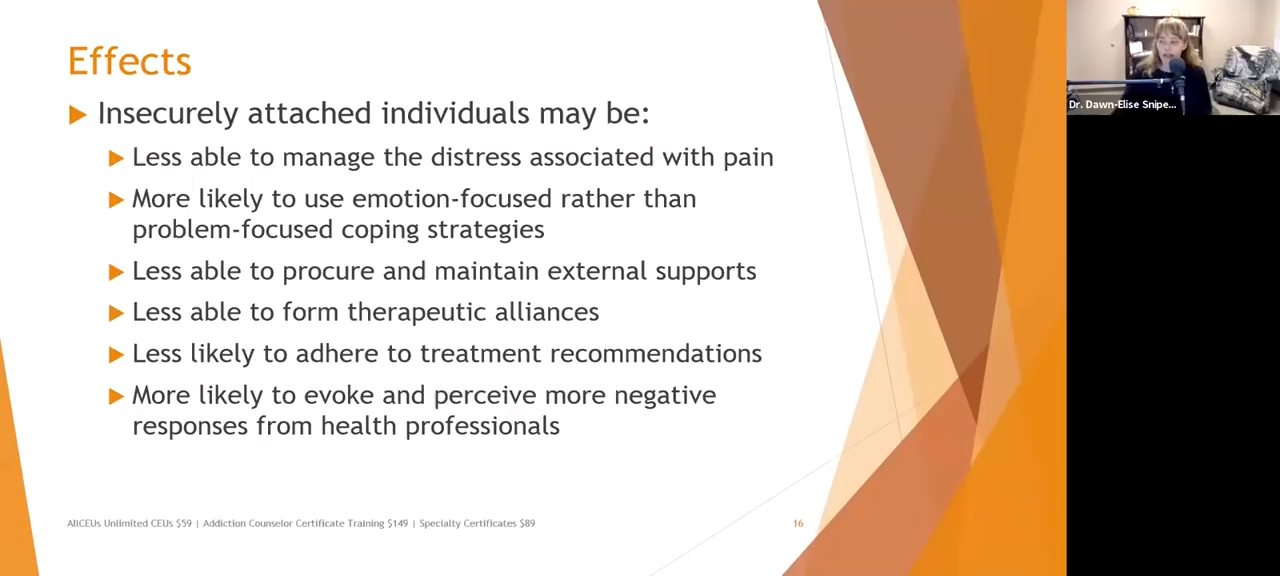 Effects
Insecurely attached individuals may be:
Less able to manage the distress associated with pain
More likely to use emotion-focused rather than
problem-focused coping strategies
Less able to procure and maintain external supports
Less able to form therapeutic alliances
Less likely to adhere to treatment recommendations
More likely to evoke and perceive more negative
responses from health professionals
AllCEUs Unlimited CEUs $59 | Addiction Counselor Certificate Training $149 | Specialty Certificates $89
16
Dr. Dawn-Elise Snipe...